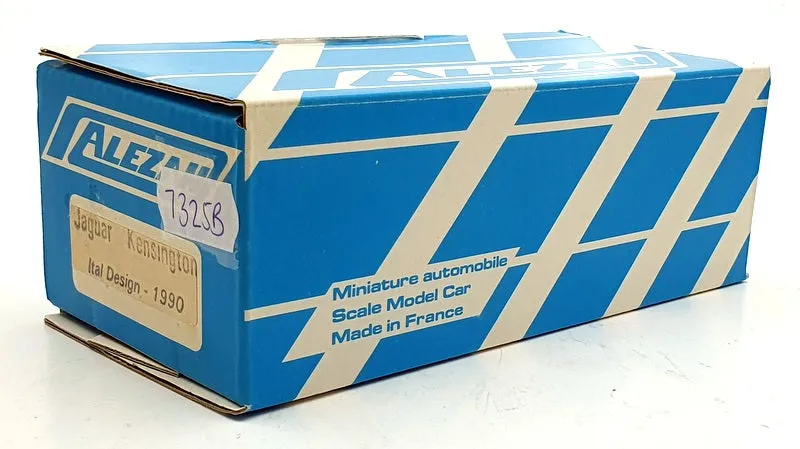 ALEZAN
ALEZAN
7325B
Jaguar Kensington
Ital Design - 1990
Miniature automobile
Scale Model Car
Made in France